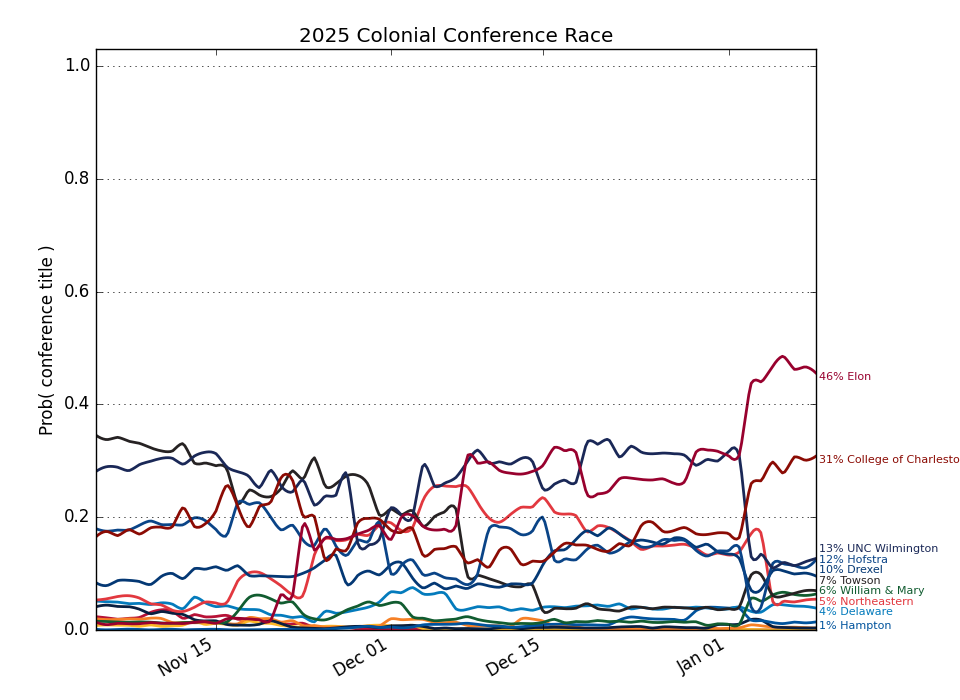 2025 Colonial Conference Race
Prob( conference title )
1.0
0.8
0.6
0.4
0.2
0.0
Nov 15
Dec 01
Dec 15
Jan 01
46% Elon
31% College of Charlesto
13% UNC Wilmington
12% Hofstra
10% Drexel
7% Towson
6% William & Mary
5% Northeastern
4% Delaware
1% Hampton